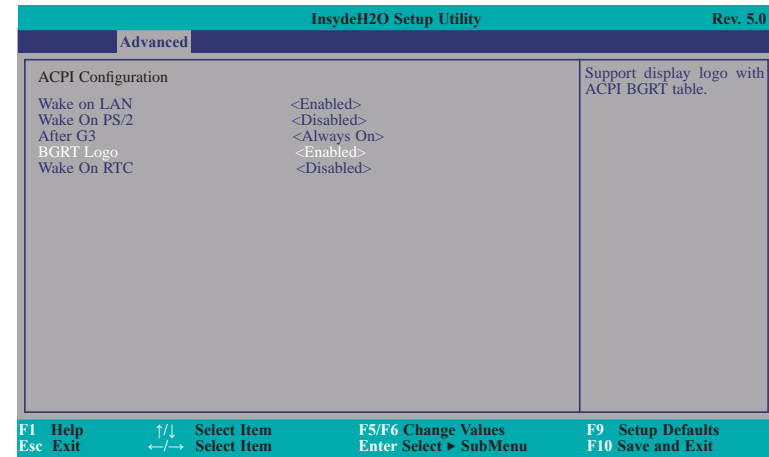 InsydeH2O Setup Utility Rev. 5.0
Advanced
ACPI Configuration
Wake on LAN <Enabled>
Wake On PS/2 <Disabled>
After G3 <Always On>
BGRT Logo <Enabled>
Wake On RTC <Disabled>
Support display logo with
ACPI BGRT table.
F1 Help ↑/↓ Select Item F5/F6 Change Values F9 Setup Defaults
Esc Exit ←/→ Select Item Enter Select ► SubMenu F10 Save and Exit